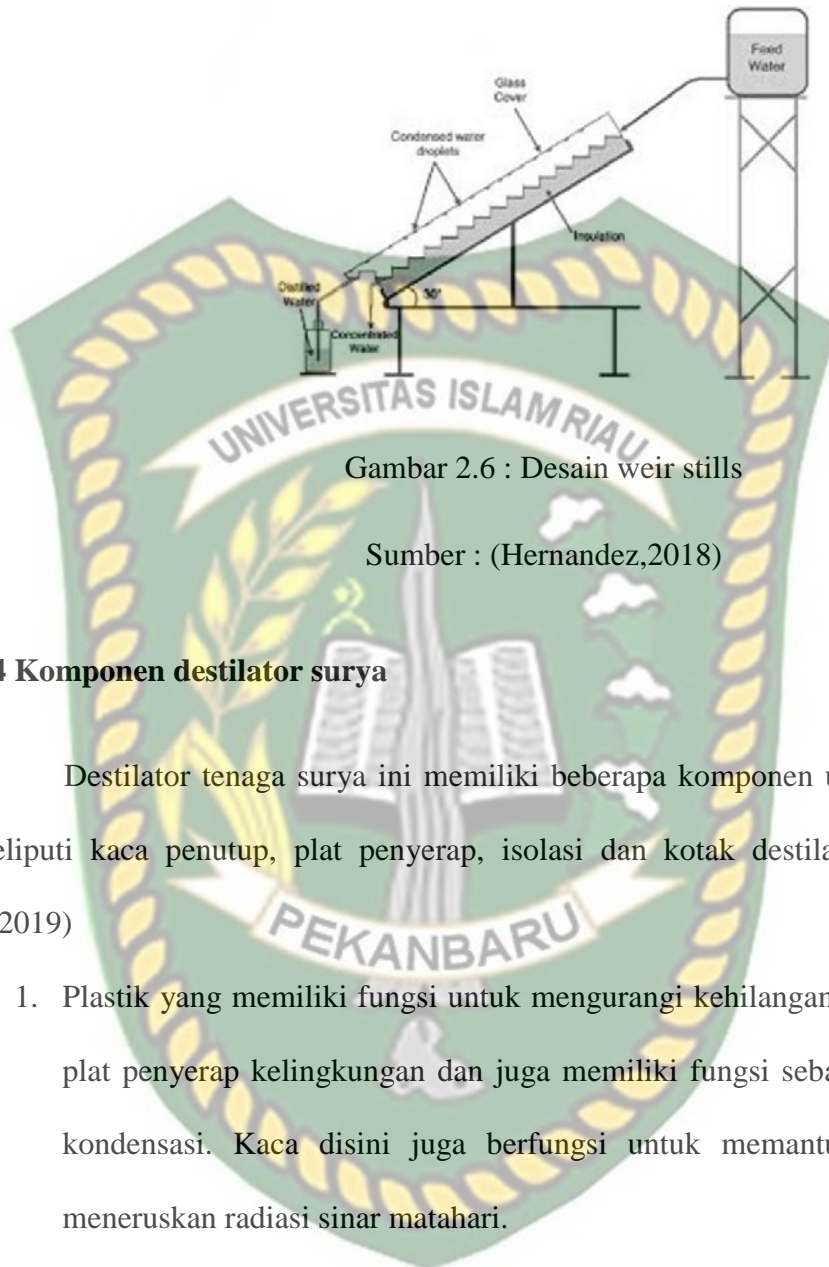 Feed
Water
Glass
Cover
Condensed water
droplets
Insulation
Distilled
Water
30°
Concentrated
Water
UNIVERSITAS ISLAM RIAU
Gambar 2.6 : Desain weir stills
Sumber : (Hernandez,2018)
4 Komponen destilator surya
Destilator tenaga surya ini memiliki beberapa komponen u
eliputi kaca penutup, plat penyerap, isolasi dan kotak destila
2019)
PEKANBARU
1. Plastik yang memiliki fungsi untuk mengurangi kehilangan
plat penyerap kelingkungan dan juga memiliki fungsi seba
kondensasi. Kaca disini juga berfungsi untuk memantu
meneruskan radiasi sinar matahari.